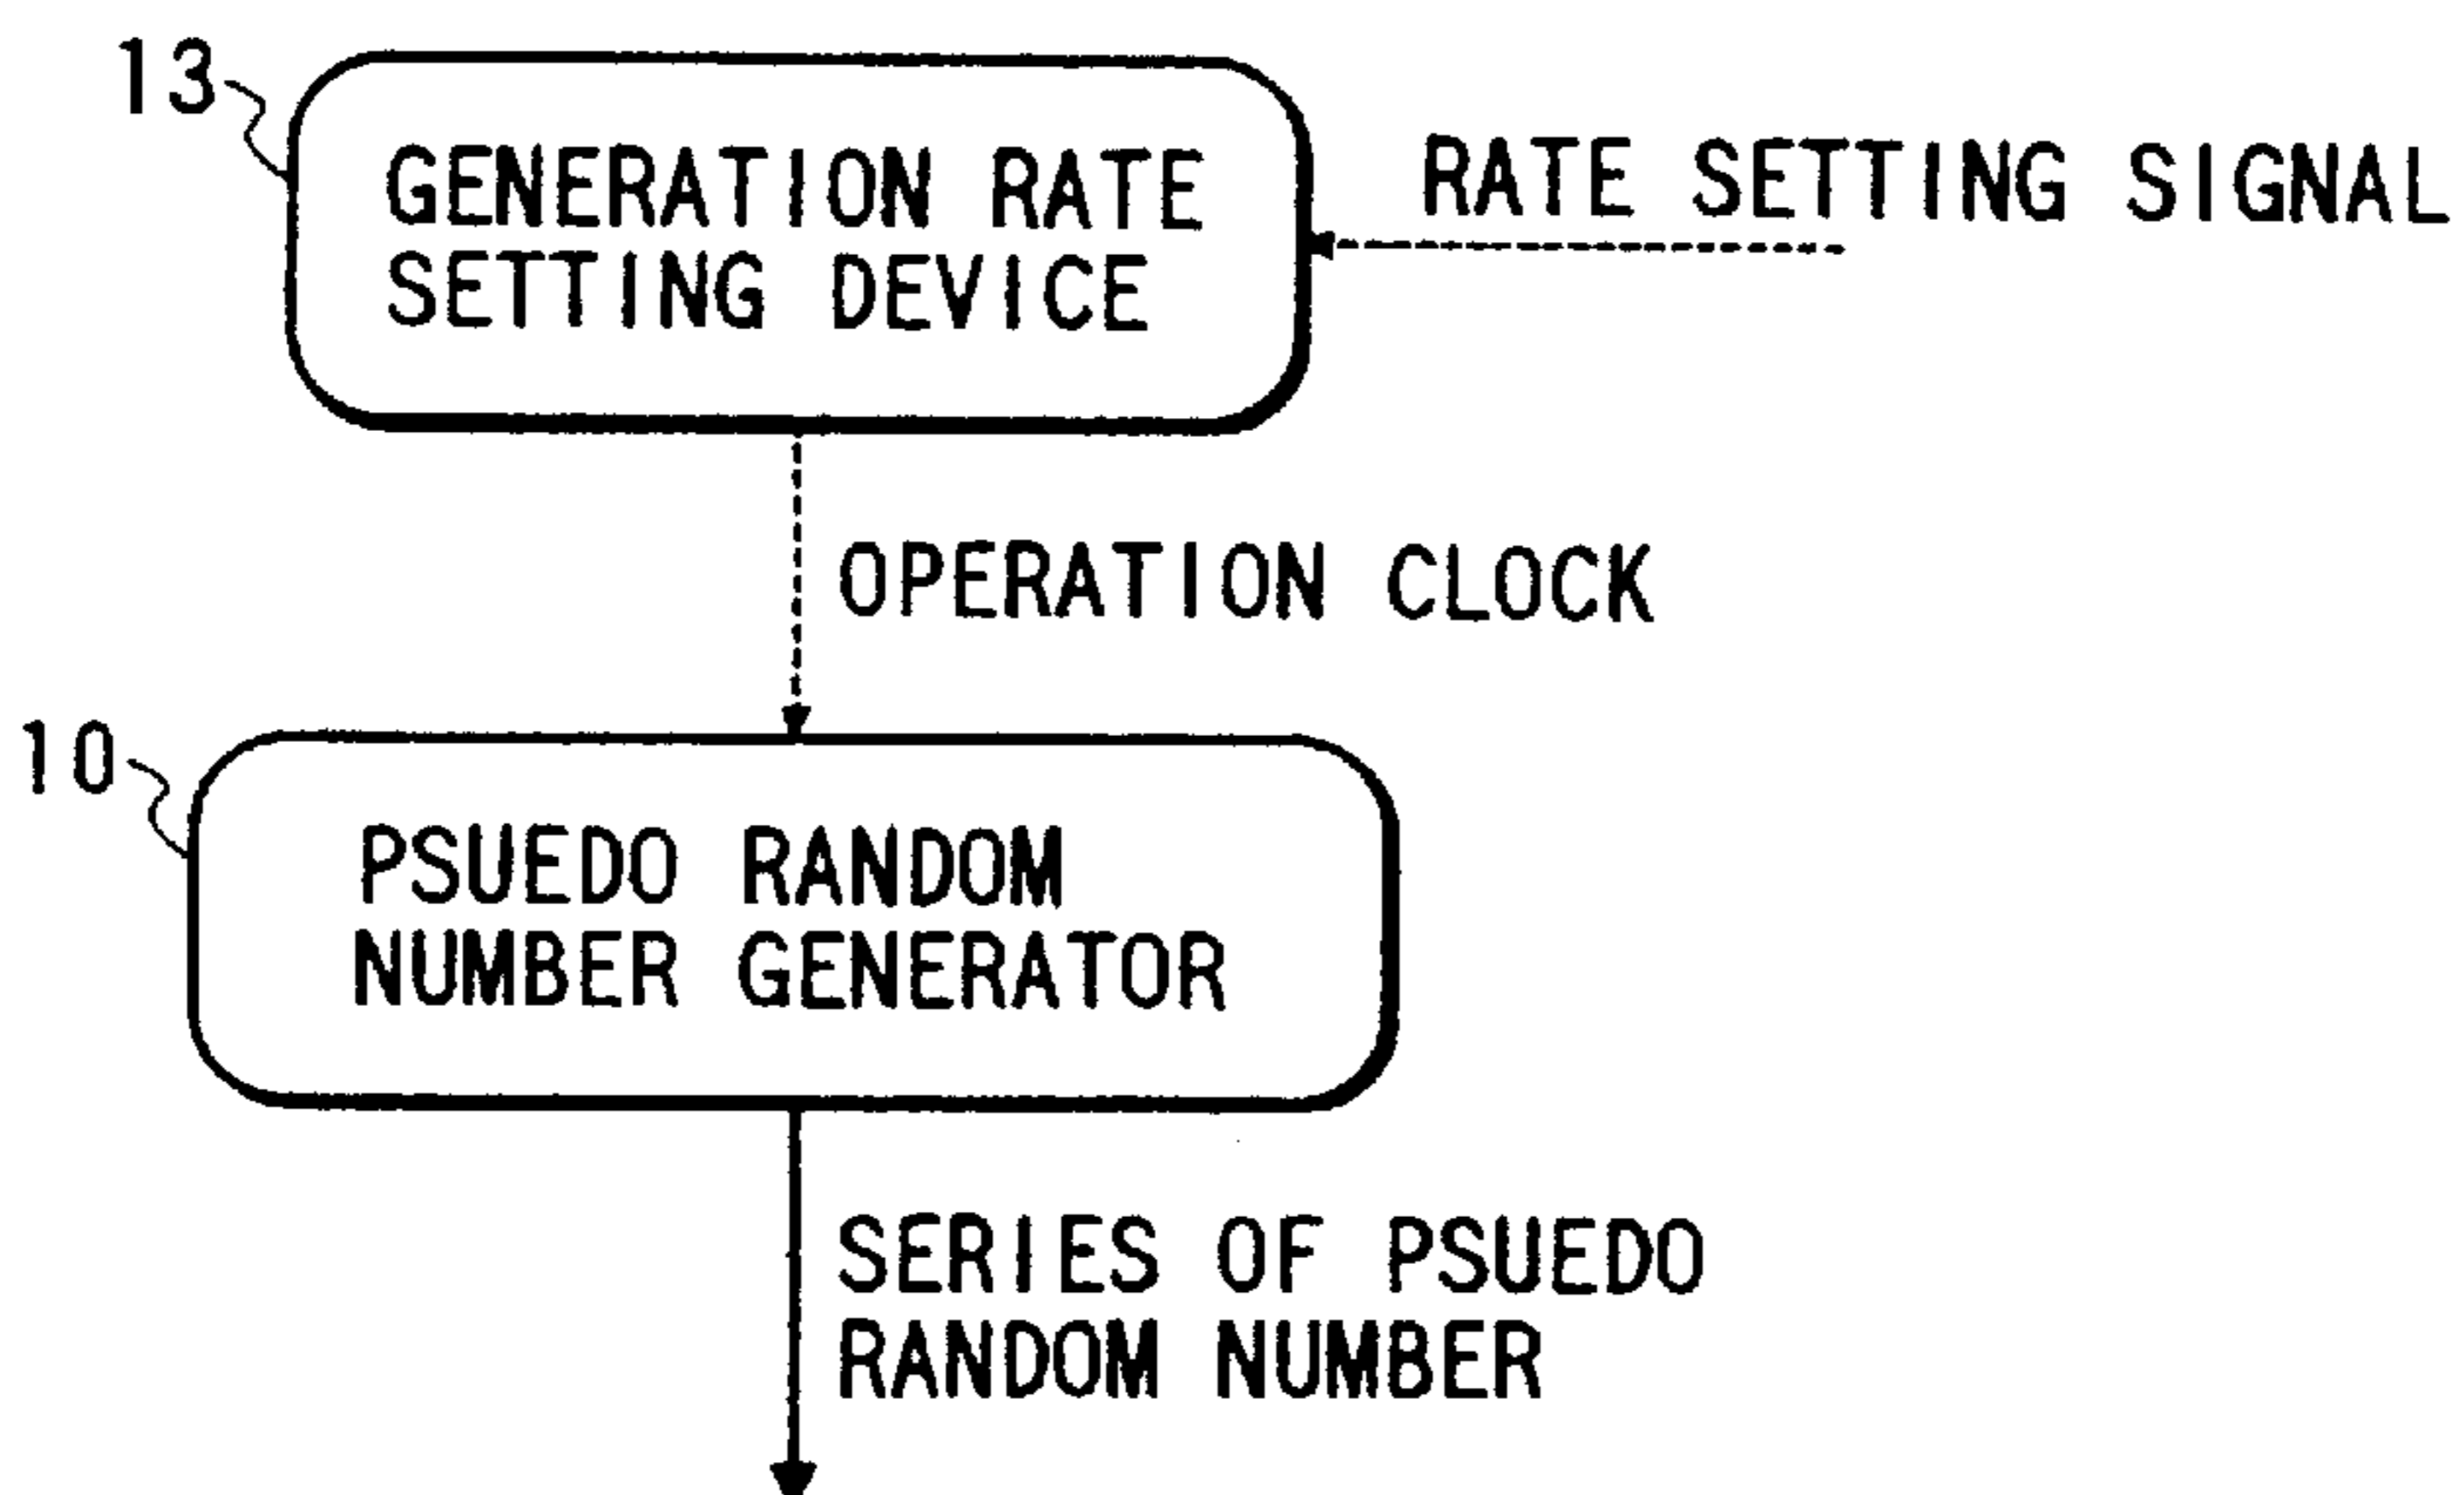 13
GENERATION RATE
SETTING DEVICE
RATE SETTING SIGNAL
OPERATION CLOCK
10
PSUEDO RANDOM
NUMBER GENERATOR
SERIES OF PSUEDO
RANDOM NUMBER